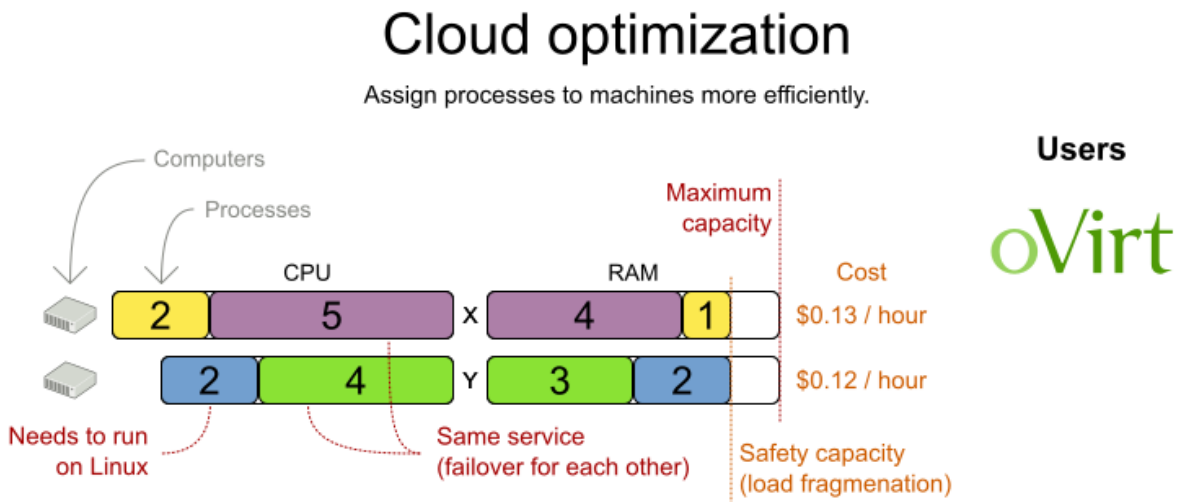 Cloud optimization
Assign processes to machines more efficiently.
Computers
Processes
Users
oVirt
Maximum
capacity
CPU
RAM
Cost
2 5 X 4 1 $0.13 / hour
2 4 Y 3 2 $0.12 / hour
Needs to run
on Linux
Same service
(failover for each other)
Safety capacity
(load fragmenation)